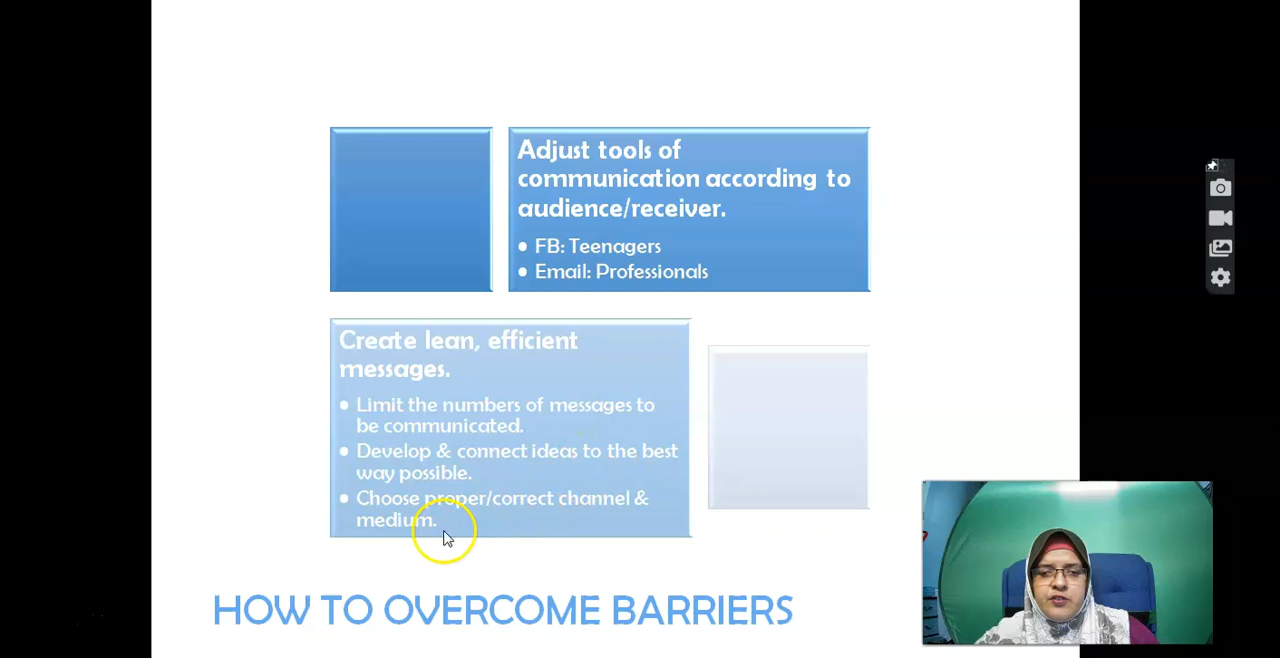 Adjust tools of
communication according to
audience/receiver.
• FB: Teenagers
• Email: Professionals
Create lean, efficient
messages.
• Limit the numbers of messages to
be communicated.
• Develop & connect ideas to the best
way possible.
• Choose proper/correct channel &
medium.
HOW TO OVERCOME BARRIERS